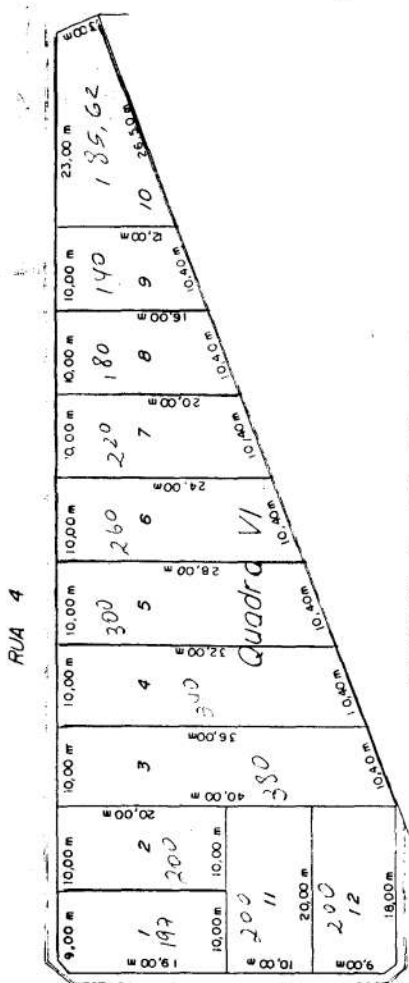 RUA 4
3,00 m
23,00 m
185,62
26,50 m
10
12,00 m
10,00 m
140
9
10,40 m
16,00 m
10,00 m
180
8
10,40 m
20,00 m
10,00 m
220
7
10,40 m
24,00 m
10,00 m
260
6
10,40 m
28,00 m
10,00 m
300
5
10,40 m
32,00 m
Quadra VI
10,00 m
4
10,40 m
36,00 m
10,00 m
3
380
10,40 m
40,00 m
20,00 m
10,00 m
2
200
10,00 m
9,00 m
1
197
10,00 m
19,00 m
200
11
20,00 m
10,00 m
200
12
18,00 m
9,00 m